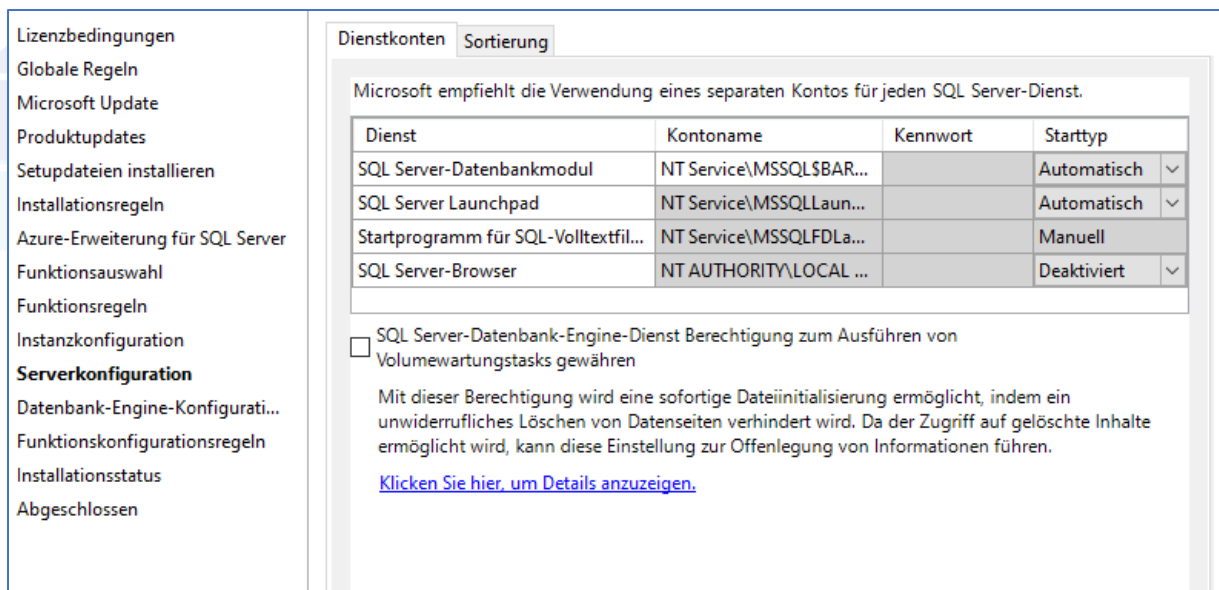 Lizenzbedingungen
Globale Regeln
Microsoft Update
Produktupdates
Setupdateien installieren
Installationsregeln
Azure-Erweiterung für SQL Server
Funktionsauswahl
Funktionsregeln
Instanzkonfiguration
Serverkonfiguration
Datenbank-Engine-Konfigurati...
Funktionskonfigurationsregeln
Installationsstatus
Abgeschlossen
Dienstkonten Sortierung
Microsoft empfiehlt die Verwendung eines separaten Kontos für jeden SQL Server-Dienst.
Dienst Kontoname Kennwort Starttyp
SQL Server-Datenbankmodul NT Service\MSSQL$BAR... Automatisch
SQL Server Launchpad NT Service\MSSQLLaun... Automatisch
Startprogramm für SQL-Volltextfil... NT Service\MSSQLFDLa... Manuell
SQL Server-Browser NT AUTHORITY\LOCAL ... Deaktiviert
SQL Server-Datenbank-Engine-Dienst Berechtigung zum Ausführen von
Volumewartungstasks gewähren
Mit dieser Berechtigung wird eine sofortige Dateiinitialisierung ermöglicht, indem ein
unwiderrufliches Löschen von Datenseiten verhindert wird. Da der Zugriff auf gelöschte Inhalte
ermöglicht wird, kann diese Einstellung zur Offenlegung von Informationen führen.
Klicken Sie hier, um Details anzuzeigen.